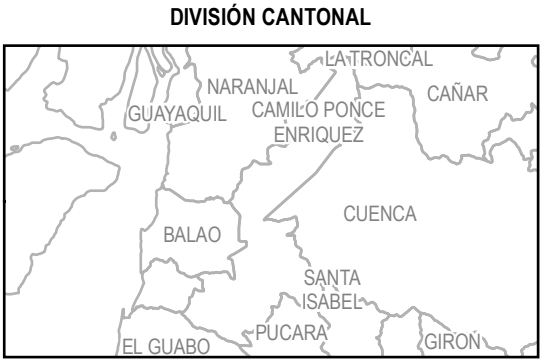 DIVISIÓN CANTONAL
LA TRONCAL
NARANJAL
CAÑAR
GUAYAQUIL
CAMILO PONCE
ENRIQUEZ
CUENCA
BALAO
SANTA
ISABEL
PUCARA
GIRON
EL GUABO